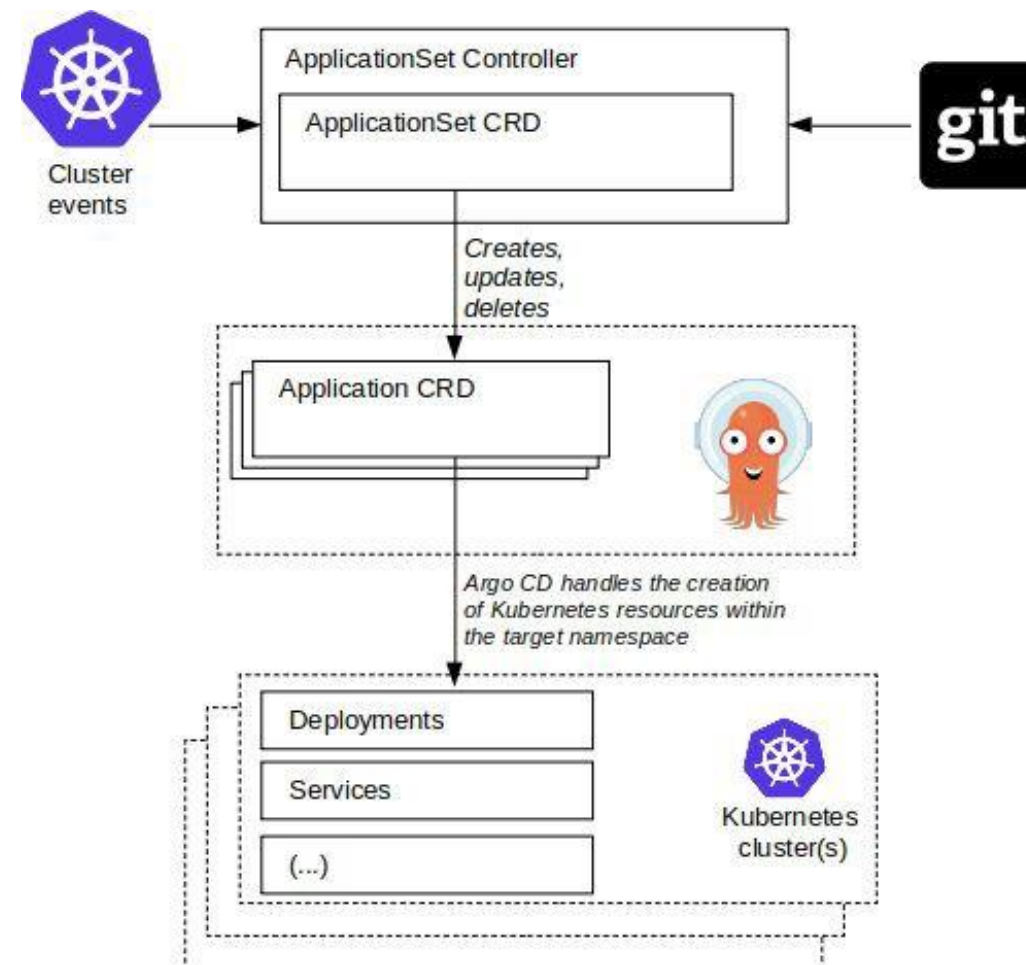 ApplicationSet Controller
ApplicationSet CRD
git
Cluster
events
Creates,
updates,
deletes
Application CRD
Argo CD handles the creation
of Kubernetes resources within
the target namespace
Deployments
Services
(...)
Kubernetes
cluster(s)